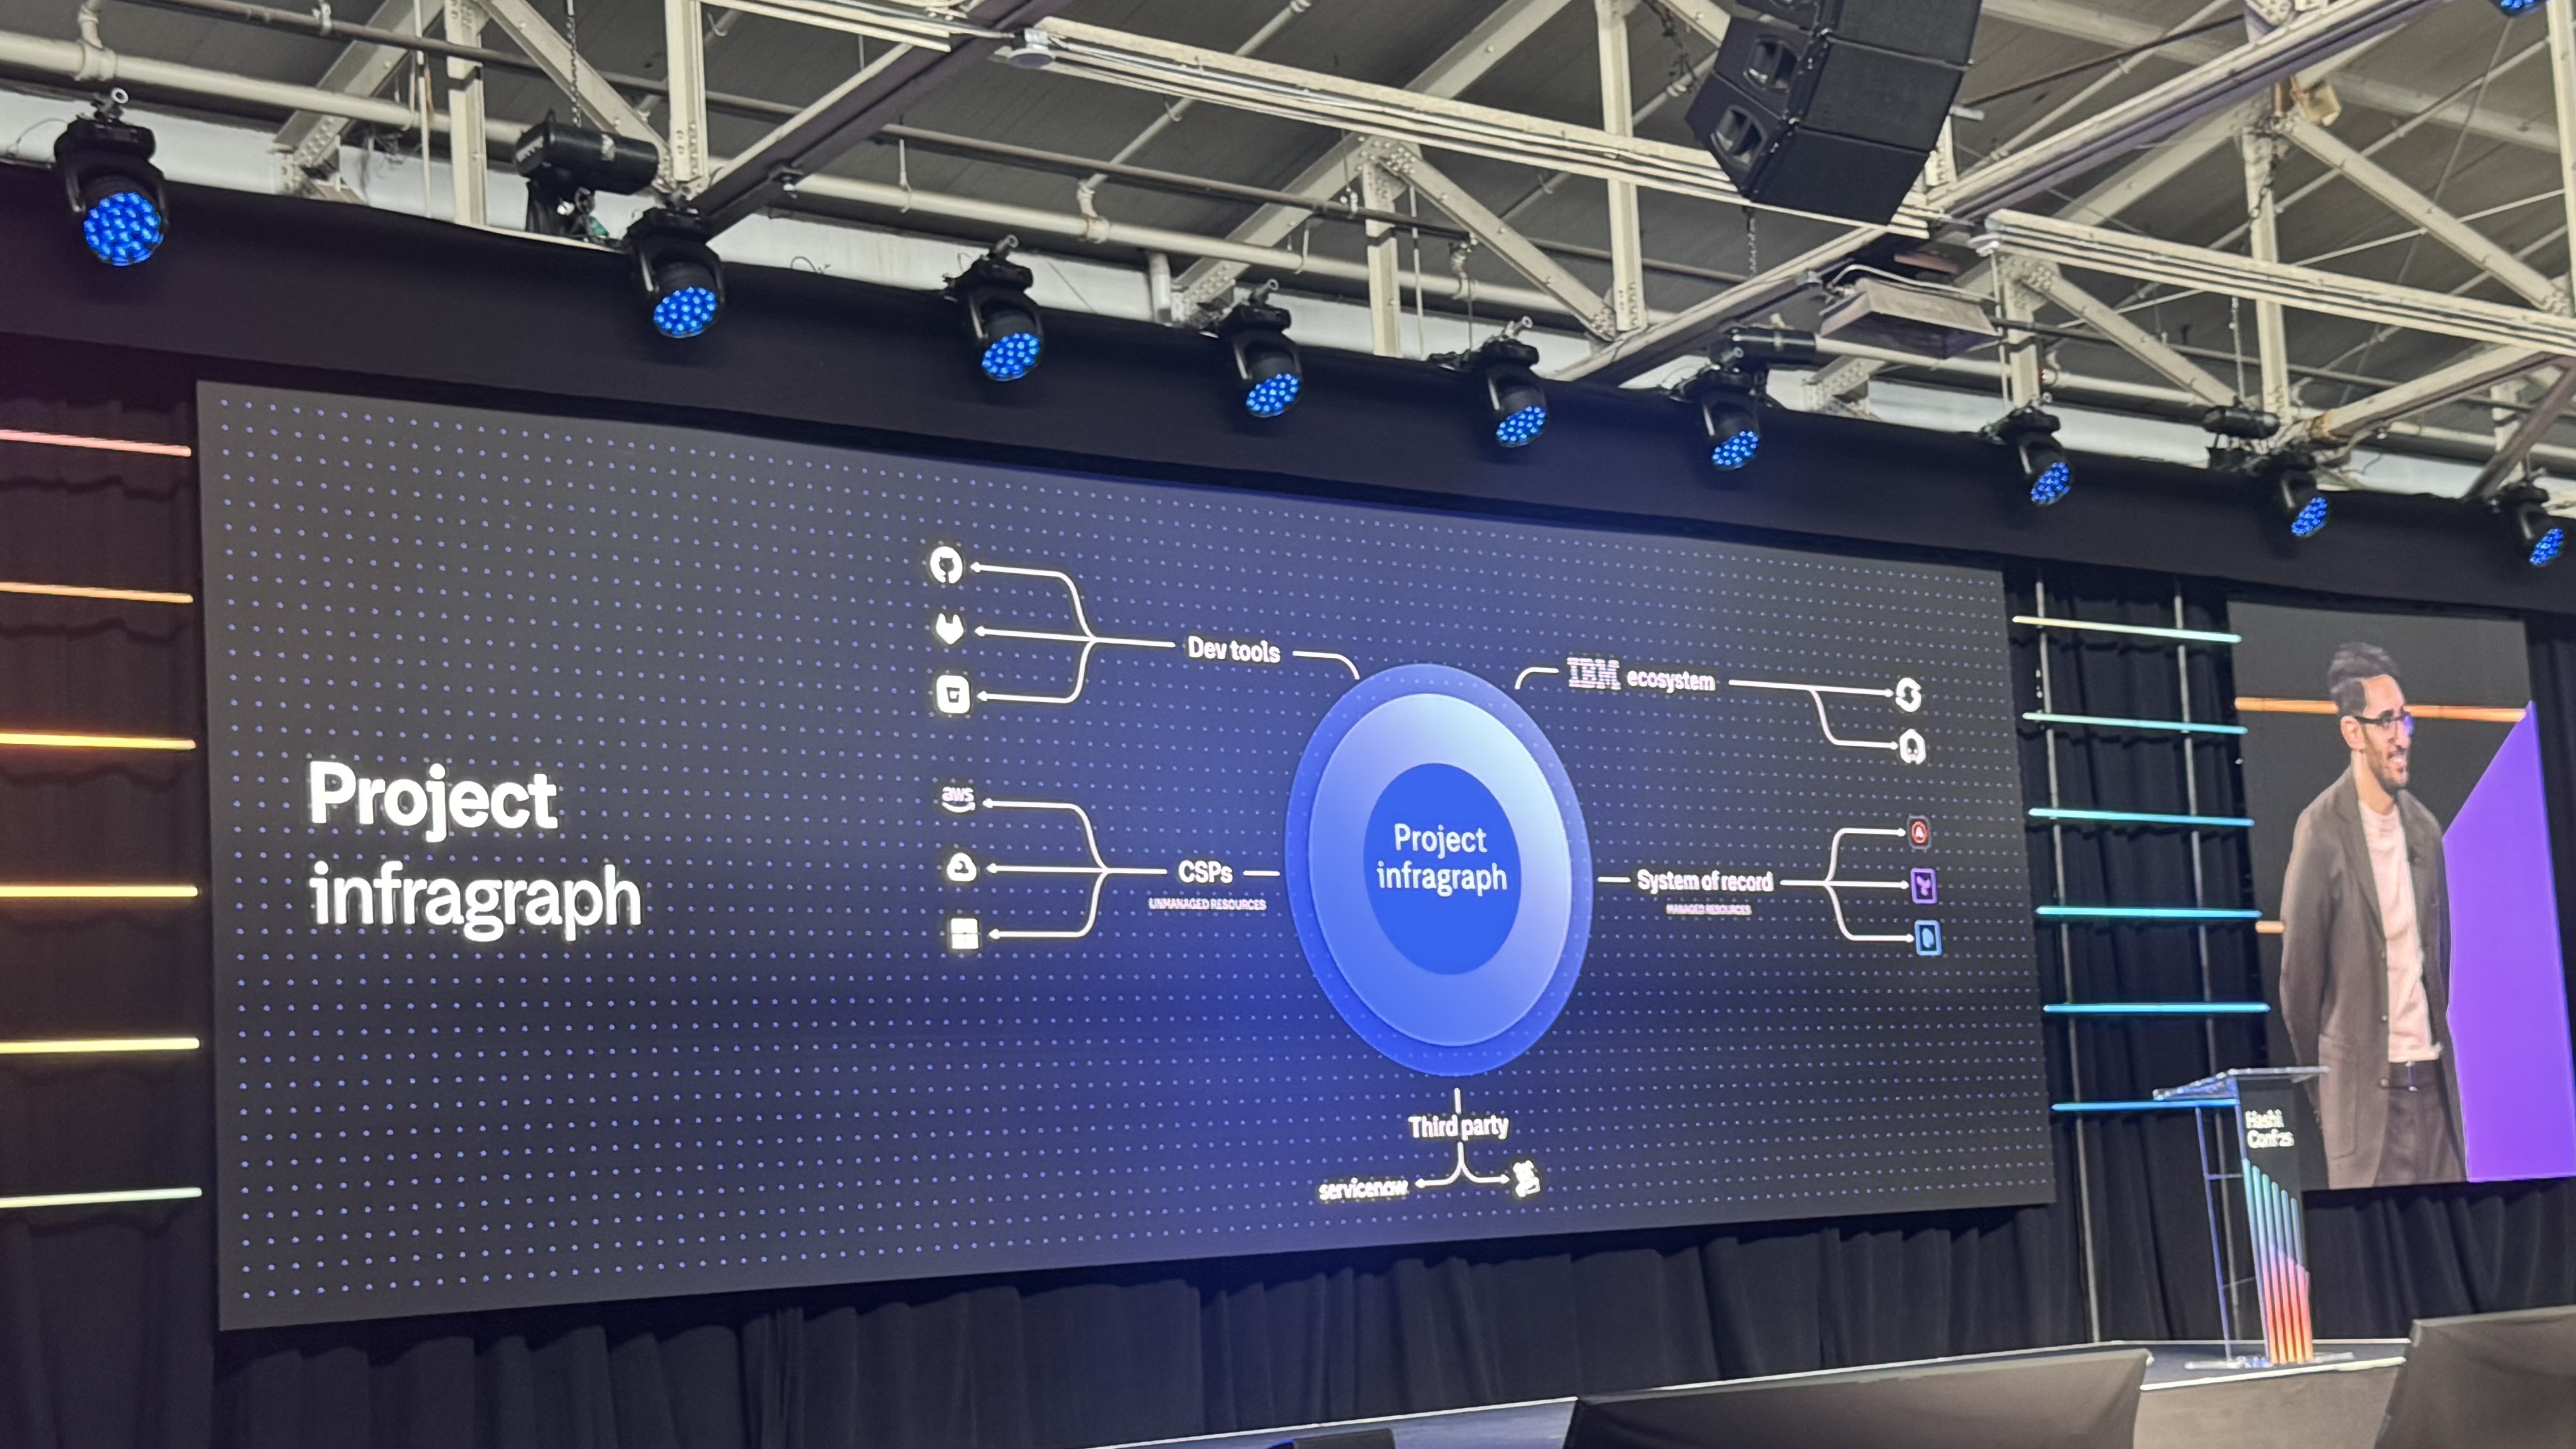 Project
infragraph
Dev tools
IBM ecosystem
aws
CSPs
UNMANAGED RESOURCES
Project
infragraph
System of record
MANAGED RESOURCES
Third party
servicenow
Hashi
Conf25